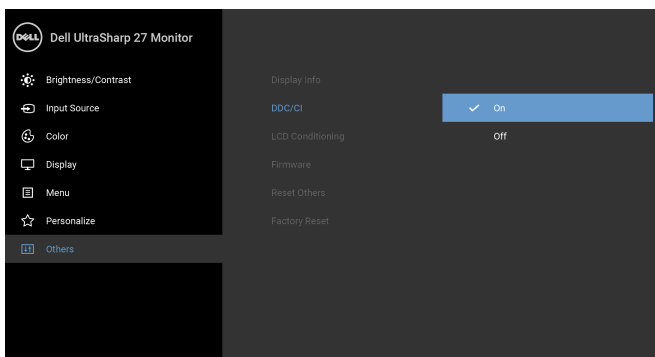 DELL Dell UltraSharp 27 Monitor
Brightness/Contrast
Input Source
Color
Display
Menu
Personalize
Others
Display Info
DDC/CI
LCD Conditioning
Firmware
Reset Others
Factory Reset
On
Off